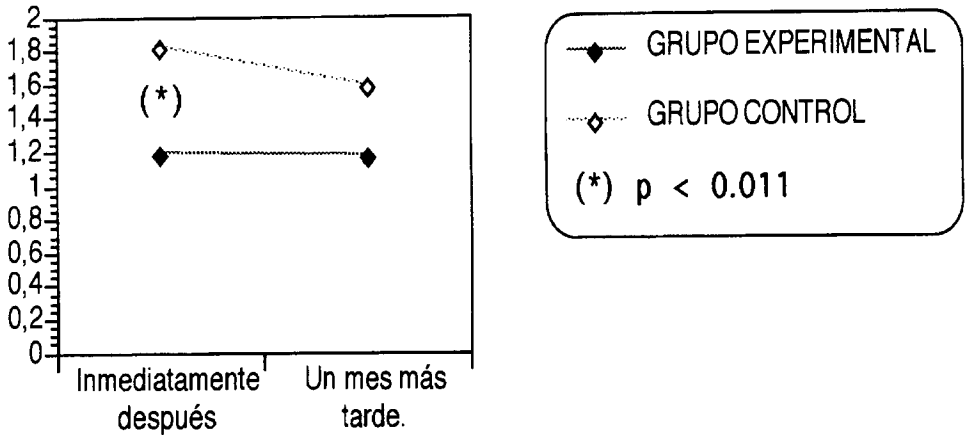 2
1,8
1,6
1,4
1,2
1
0,8
0,6
0,4
0,2
0
(*)
Inmediatamente
después
Un mes más
tarde.
GRUPO EXPERIMENTAL
GRUPO CONTROL
(*) p < 0.011